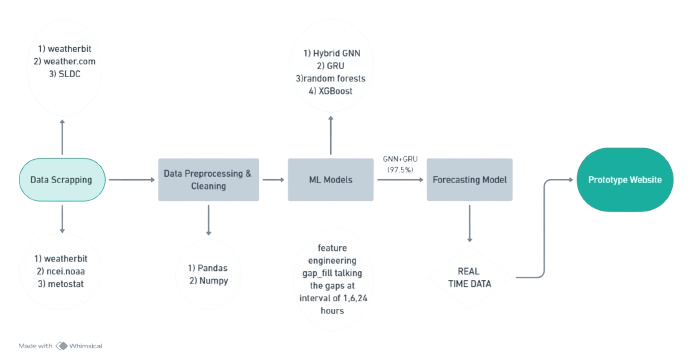 1) weatherbit
2) weather.com
3) SLDC
1) Hybrid GNN
2) GRU
3)random forests
4) XGBoost
Data Scrapping
Data Preprocessing &
Cleaning
ML Models
GNN+GRU
(97.5%)
Forecasting Model
Prototype Website
1) weatherbit
2) ncei.noaa
3) metostat
1) Pandas
2) Numpy
feature
engineering
gap_fill talking
the gaps at
interval of 1,6,24
hours
REAL
TIME DATA
Made with Whimsical